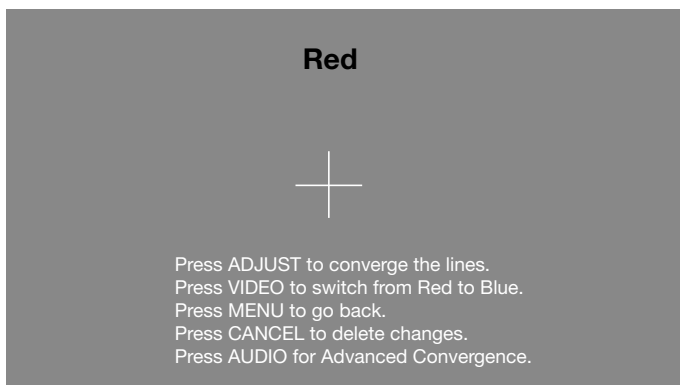 Red
Press ADJUST to converge the lines.
Press VIDEO to switch from Red to Blue.
Press MENU to go back.
Press CANCEL to delete changes.
Press AUDIO for Advanced Convergence.